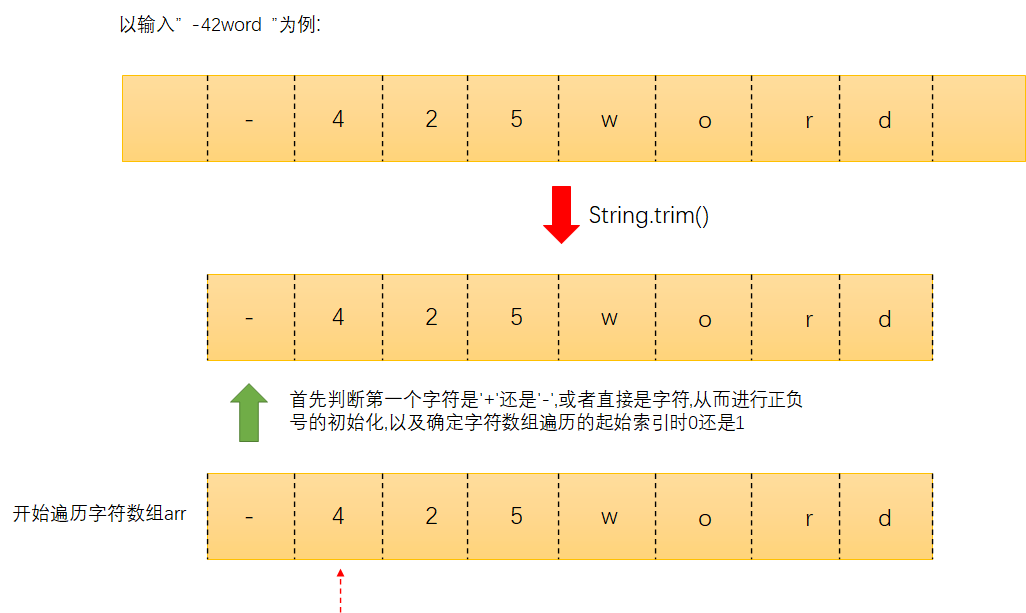 以输入” -42word ”为例:
- 4 2 5 w o r d
String.trim()
- 4 2 5 w o r d
首先判断第一个字符是'+'还是'-',或者直接是字符,从而进行正负
号的初始化,以及确定字符数组遍历的起始索引时0还是1
开始遍历字符数组arr
- 4 2 5 w o r d